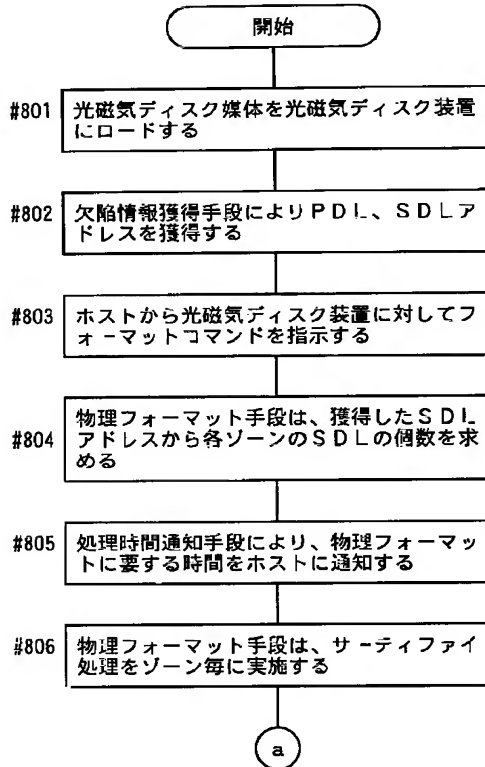 開始
#801 光磁気ディスク媒体を光磁気ディスク装置
にロードする
#802 欠陥情報獲得手段によりPDL、SDLア
ドレスを獲得する
#803 ホストから光磁気ディスク装置に対してフ
ォーマットコマンドを指示する
物理フォーマット手段は、獲得したSDL
#804 アドレスから各ゾーンのSDLの個数を求
める
#805 処理時間通知手段により、物理フォーマッ
トに要する時間をホストに通知する
#806 物理フォーマット手段は、サーティファイ
処理をゾーン毎に実施する
a